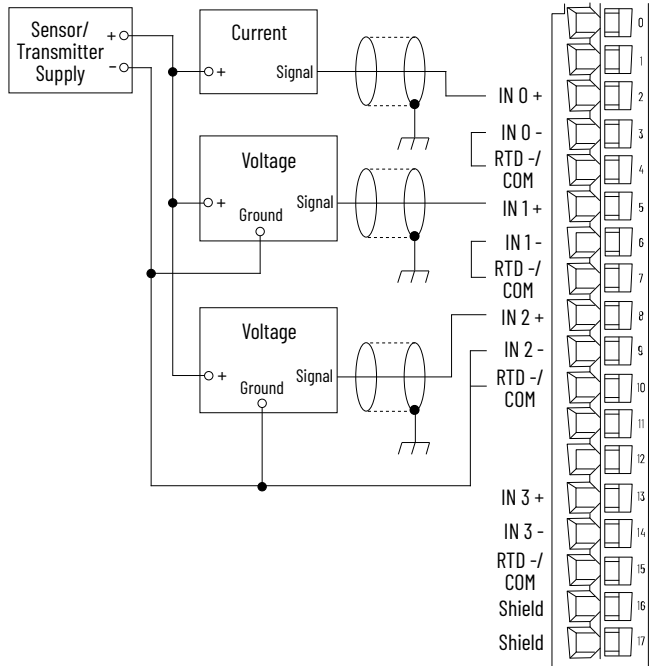 Sensor/
Transmitter
Supply
+
-
Current
+
Signal
Voltage
+
Signal
Ground
Voltage
+
Signal
Ground
IN 0 +
IN 0 -
RTD -/
COM
IN 1 +
IN 1 -
RTD -/
COM
IN 2 +
IN 2 -
RTD -/
COM
IN 3 +
IN 3 -
RTD -/
COM
Shield
Shield
0
1
2
3
4
5
6
7
8
9
10
11
12
13
14
15
16
17